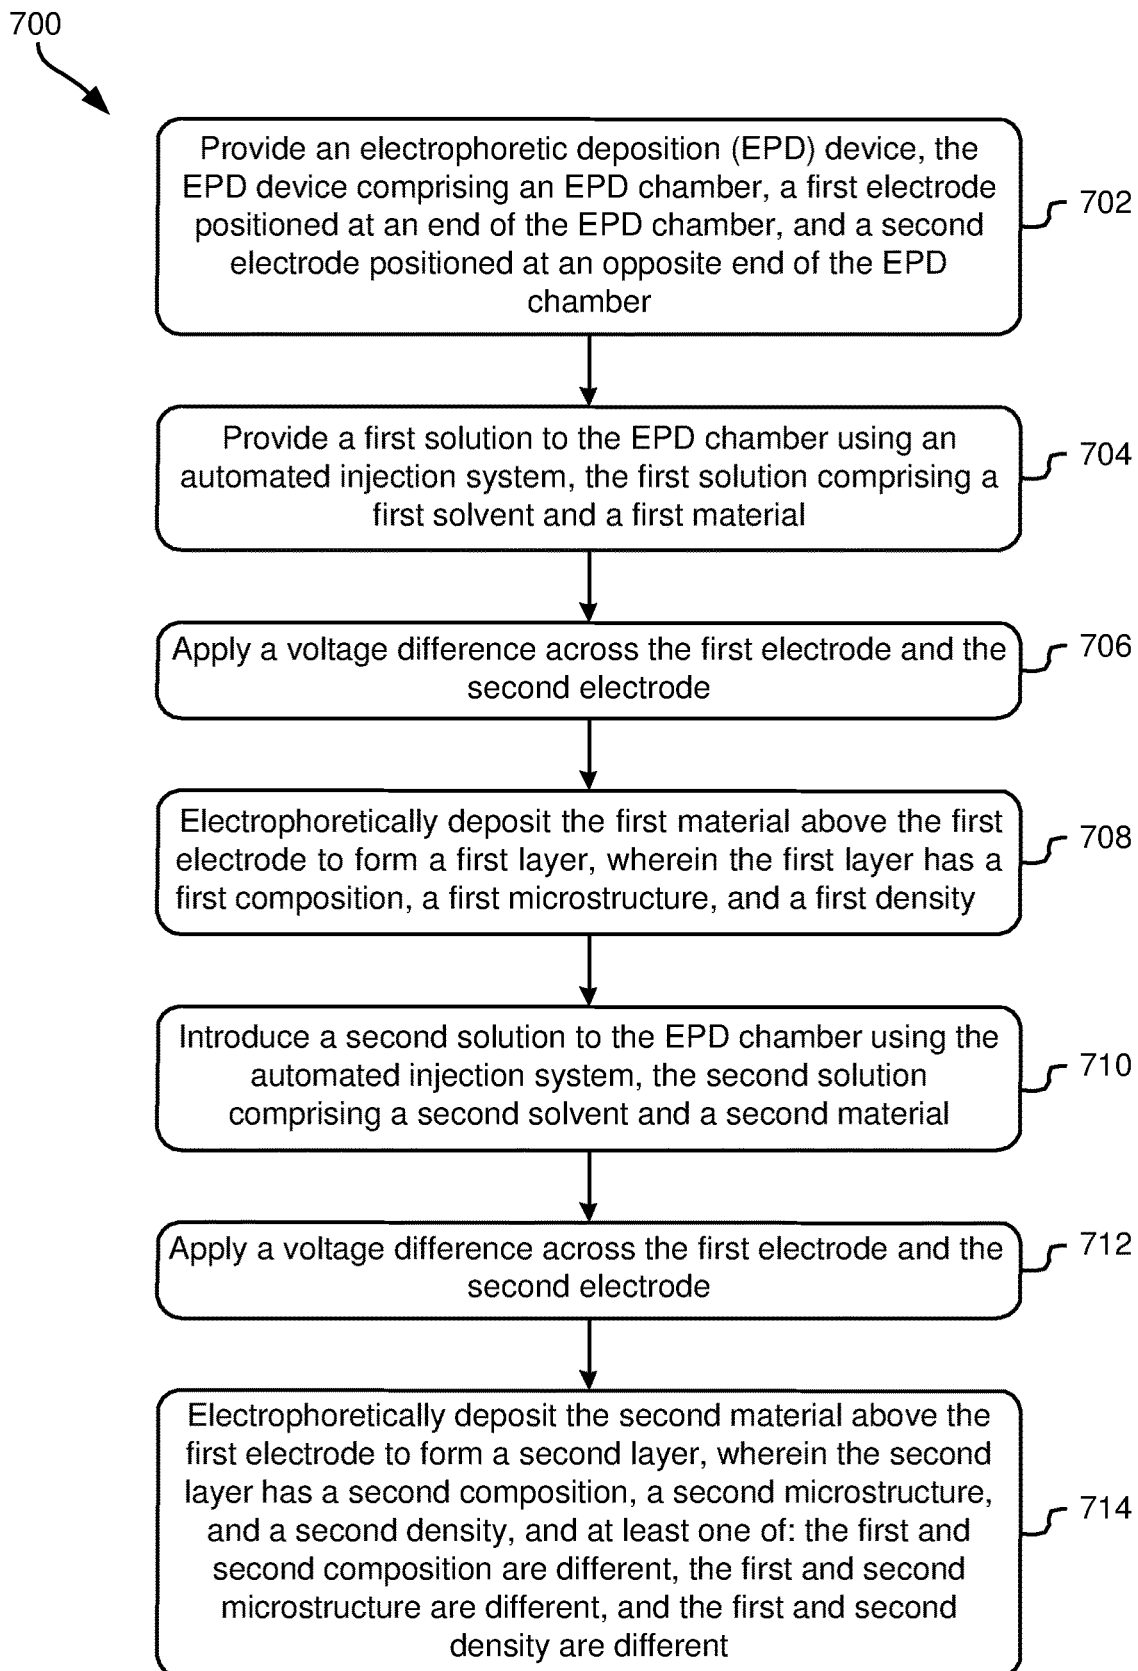 700
Provide an electrophoretic deposition (EPD) device, the
EPD device comprising an EPD chamber, a first electrode
positioned at an end of the EPD chamber, and a second
electrode positioned at an opposite end of the EPD
chamber
702
Provide a first solution to the EPD chamber using an
automated injection system, the first solution comprising a
first solvent and a first material
704
Apply a voltage difference across the first electrode and the
second electrode
706
Electrophoretically deposit the first material above the first
electrode to form a first layer, wherein the first layer has a
first composition, a first microstructure, and a first density
708
Introduce a second solution to the EPD chamber using the
automated injection system, the second solution
comprising a second solvent and a second material
710
Apply a voltage difference across the first electrode and the
second electrode
712
Electrophoretically deposit the second material above the
first electrode to form a second layer, wherein the second
layer has a second composition, a second microstructure,
and a second density, and at least one of: the first and
second composition are different, the first and second
microstructure are different, and the first and second
density are different
714